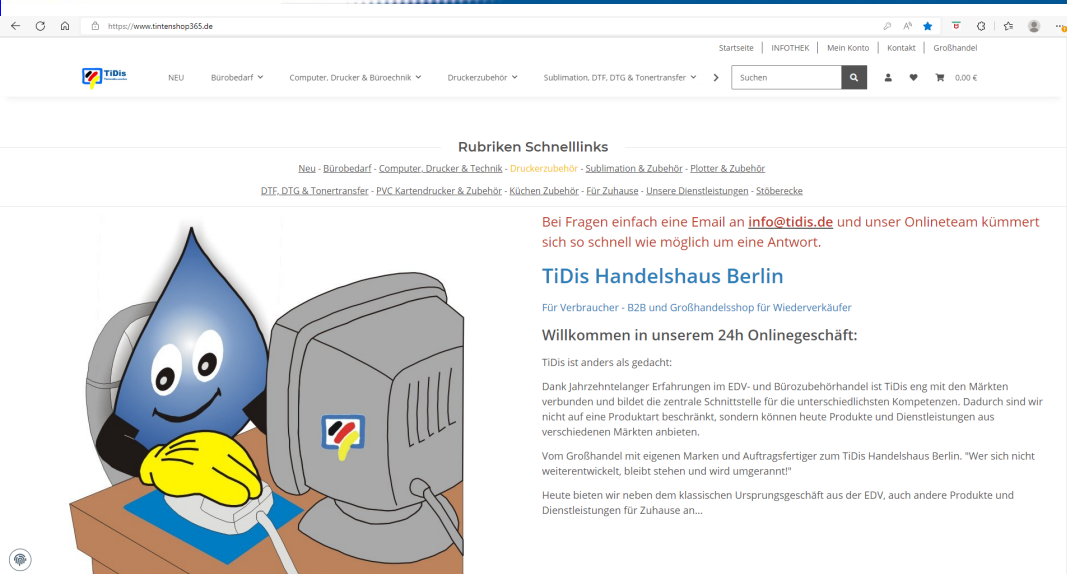 https://www.tintenshop365.de
Startseite | INFOTHEK | Mein Konto | Kontakt | Großhandel
TiDis
NEU Bürobedarf Computer, Drucker & Büroechnik Druckerzubehör Sublimation, DTF, DTG & Tonertransfer Suchen 0,00 €
Rubriken Schnelllinks
Neu - Bürobedarf - Computer, Drucker & Technik - Druckerzubehör - Sublimation & Zubehör - Plotter & Zubehör
DTF, DTG & Tonertransfer - PVC Kartendrucker & Zubehör - Küchen Zubehör - Für Zuhause - Unsere Dienstleistungen - Stöberecke
Bei Fragen einfach eine Email an info@tidis.de und unser Onlineteam kümmert
sich so schnell wie möglich um eine Antwort.
TiDis Handelshaus Berlin
Für Verbraucher - B2B und Großhandelsshop für Wiederverkäufer
Willkommen in unserem 24h Onlinegeschäft:
TiDis ist anders als gedacht:
Dank Jahrzehntelanger Erfahrungen im EDV- und Bürozubehörhandel ist TiDis eng mit den Märkten
verbunden und bildet die zentrale Schnittstelle für die unterschiedlichsten Kompetenzen. Dadurch sind wir
nicht auf eine Produktart beschränkt, sondern können heute Produkte und Dienstleistungen aus
verschiedenen Märkten anbieten.
Vom Großhandel mit eigenen Marken und Auftragsfertiger zum TiDis Handelshaus Berlin. "Wer sich nicht
weiterentwickelt, bleibt stehen und wird umgerannt!"
Heute bieten wir neben dem klassischen Ursprungsgeschäft aus der EDV, auch andere Produkte und
Dienstleistungen für Zuhause an...